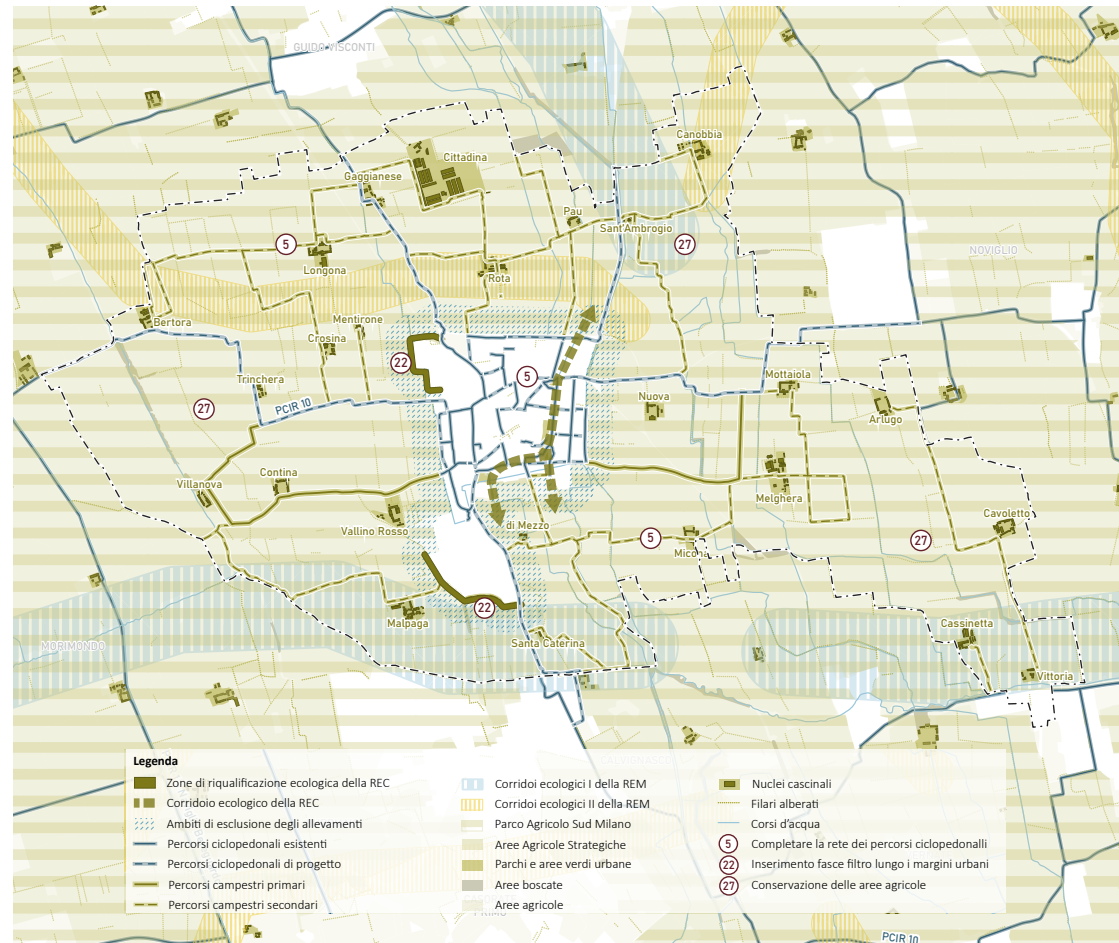 GUIDO VISCONTI
Canobbia
Cittadina
Gaggianese
Pau
Sant'Ambrogio
5
27
NOVIGLIO
Longona
Rota
Bertora
Mentirone
Crosina
22
5
Trinchera
Mottaiola
27
PCIR 10
Nuova
Arlugo
Contina
Villanova
Melghera
Vallino Rosso
di Mezzo
5
Micona
27
Cavoletto
22
Malpaga
Cassinetta
MORIMONDO
Santa Caterina
Vittoria
Legenda
Zone di riqualificazione ecologica della REC
Corridoio ecologico della REC
Ambiti di esclusione degli allevamenti
Percorsi ciclopedonali esistenti
Percorsi ciclopedonali di progetto
Percorsi campestri primari
Percorsi campestri secondari
Corridoi ecologici I della REM
Corridoi ecologici II della REM
Parco Agricolo Sud Milano
Aree Agricole Strategiche
Parchi e aree verdi urbane
Aree boscate
Aree agricole
Nuclei cascinali
Filari alberati
Corsi d'acqua
5 Completare la rete dei percorsi ciclopedonalli
22 Inserimento fasce filtro lungo i margini urbani
27 Conservazione delle aree agricole
PCIR 10